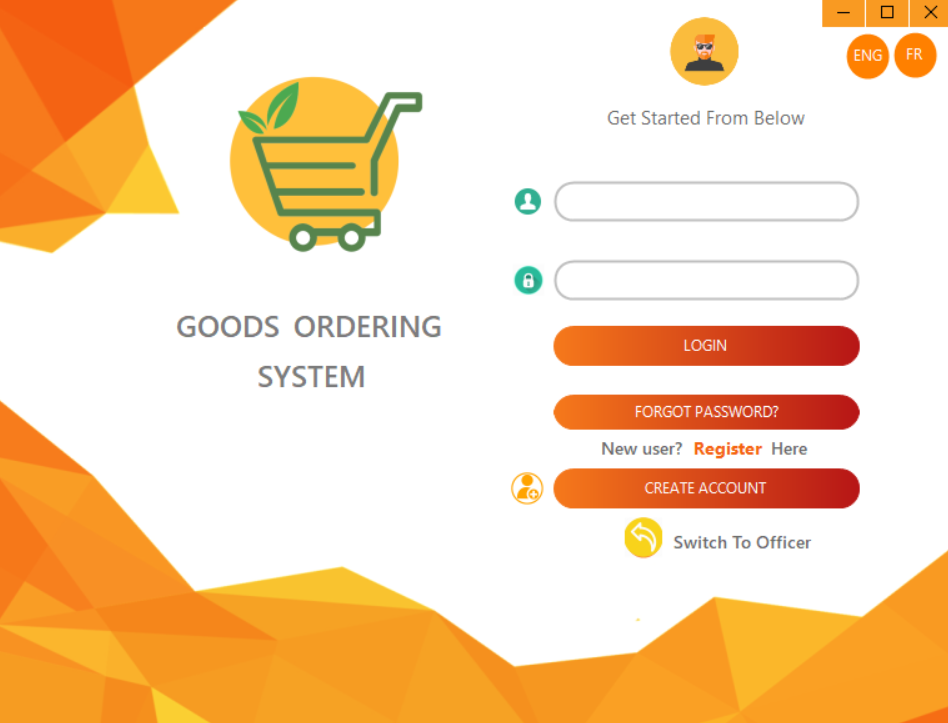 ENG FR
Get Started From Below
GOODS ORDERING
SYSTEM
LOGIN
FORGOT PASSWORD?
New user? Register Here
CREATE ACCOUNT
Switch To Officer